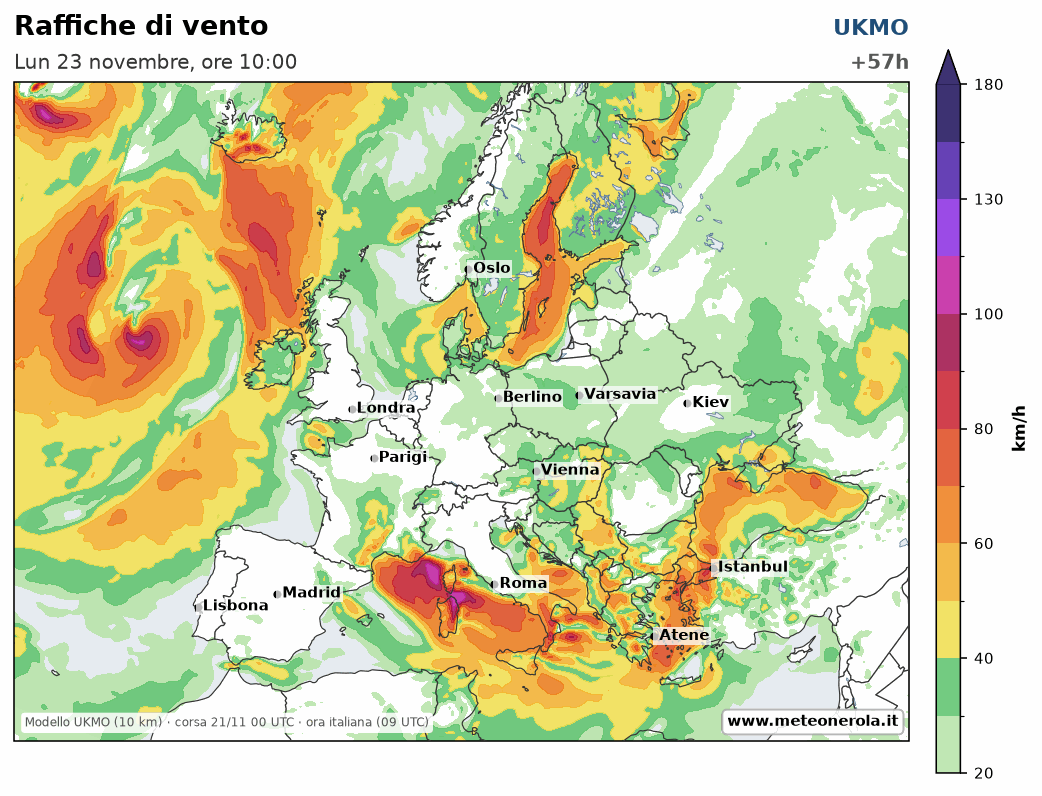 Raffiche di vento
UKMO
Lun 23 novembre, ore 10:00
+57h
180
130
100
80
60
40
20
km/h
Oslo
Londra
Berlino
Varsavia
Kiev
Parigi
Vienna
Istanbul
Roma
Madrid
Lisbona
Atene
Modello UKMO (10 km) · corsa 21/11 00 UTC · ora italiana (09 UTC)
www.meteonerola.it